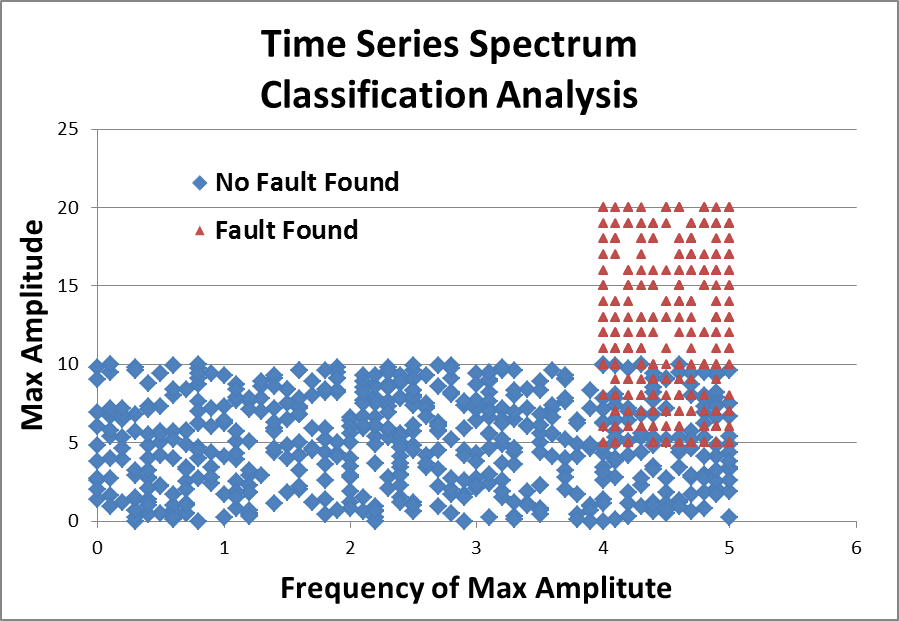 Time Series Spectrum
Classification Analysis
25
20
15
10
5
0
No Fault Found
Fault Found
Max Amplitude
0 1 2 3 4 5 6
Frequency of Max Amplitute